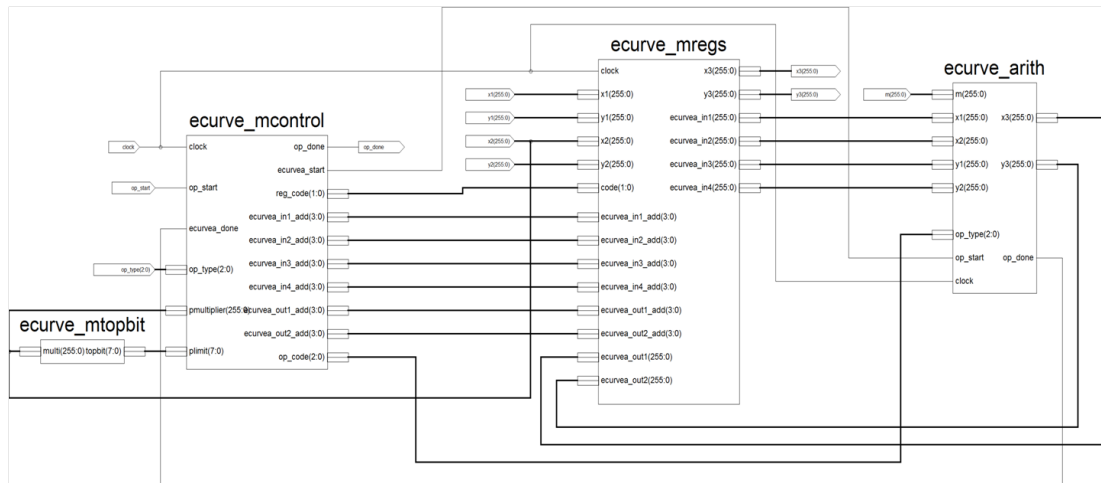 ecurve_mregs
clock
x3(255:0)
x3(255:0)
x1(255:0)
x1(255:0)
y3(255:0)
y3(255:0)
y1(255:0)
y1(255:0)
ecurvea_in1(255:0)
x2(255:0)
x2(255:0)
ecurvea_in2(255:0)
y2(255:0)
y2(255:0)
ecurvea_in3(255:0)
code(1:0)
ecurvea_in4(255:0)
ecurvea_in1_add(3:0)
ecurvea_in2_add(3:0)
ecurvea_in3_add(3:0)
ecurvea_in4_add(3:0)
ecurvea_out1_add(3:0)
ecurvea_out2_add(3:0)
ecurvea_out1(255:0)
ecurvea_out2(255:0)
ecurve_arith
m(255:0)
m(255:0)
x1(255:0)
x3(255:0)
x2(255:0)
y1(255:0)
y3(255:0)
y2(255:0)
op_type(2:0)
op_start
op_done
clock
ecurve_mcontrol
clock
clock
op_done
op_done
ecurvea_start
op_start
op_start
reg_code(1:0)
ecurvea_in1_add(3:0)
ecurvea_done
ecurvea_in2_add(3:0)
op_type(2:0)
op_type(2:0)
ecurvea_in3_add(3:0)
ecurvea_in4_add(3:0)
pmultiplier(255:0)
ecurvea_out1_add(3:0)
ecurvea_out2_add(3:0)
plimit(7:0)
op_code(2:0)
ecurve_mtopbit
multi(255:0)
topbit(7:0)